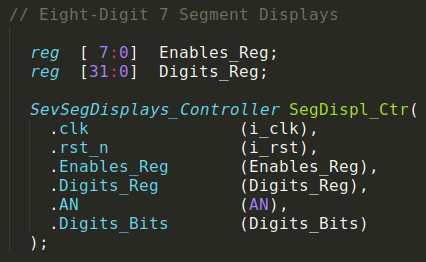 // Eight-Digit 7 Segment Displays
reg  [ 7:0]  Enables_Reg;
reg  [31:0]  Digits_Reg;
SevSegDisplays_Controller SegDispl_Ctr(
  .clk             (i_clk),
  .rst_n           (i_rst),
  .Enables_Reg     (Enables_Reg),
  .Digits_Reg      (Digits_Reg),
  .AN              (AN),
  .Digits_Bits     (Digits_Bits)
);